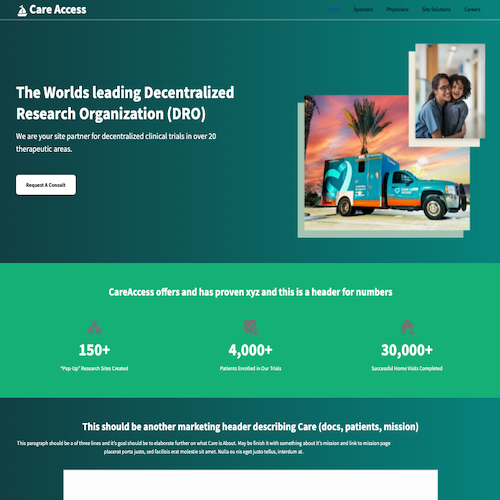 Care Access
Home Sponsors Physicians Site Solutions Careers
The Worlds leading Decentralized
Research Organization (DRO)
We are your site partner for decentralized clinical trials in over 20
therapeutic areas.
Request A Consult
CareAccess offers and has proven xyz and this is a header for numbers
150+ 4,000+ 30,000+
"Pop-Up" Research Sites Created Patients Enrolled in Our Trials Successful Home Visits Completed
This should be another marketing header describing Care (docs, patients, mission)
This paragraph should be a of three lines and it's goal should be to elaborate further on what Care is About. May be finish it with something about it's mission and link to mission page
placerat porta justo, sed facilisis erat molestie sit amet. Nulla eu nis eget justo tellus, interdum at.